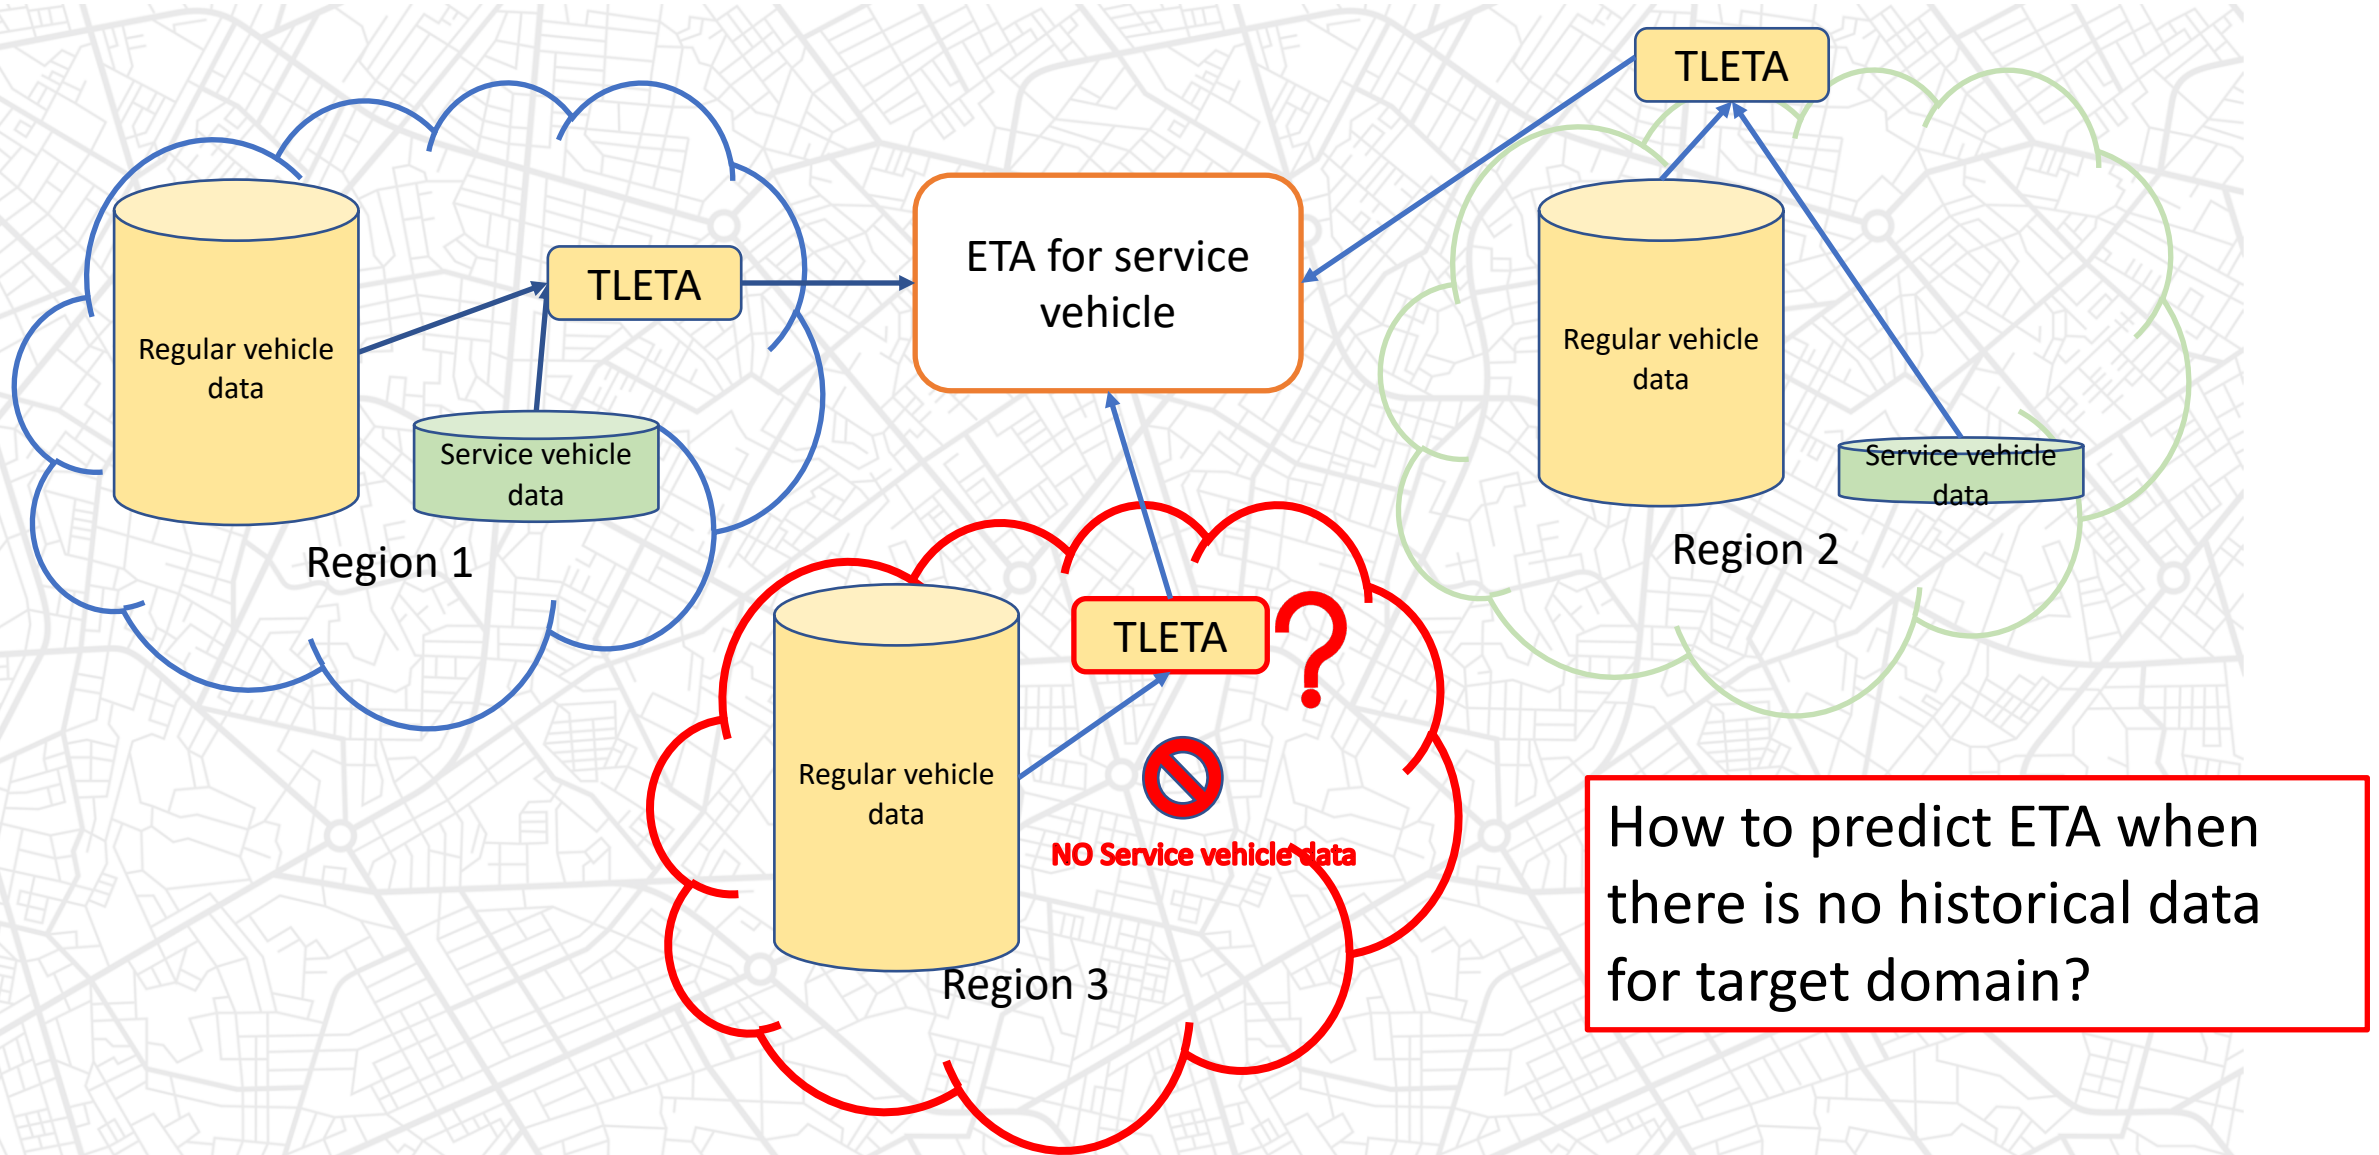 TLETA
ETA for service
vehicle
TLETA
Regular vehicle
data
Service vehicle
data
Region 1
Regular vehicle
data
Service vehicle
data
Region 2
TLETA
?
Regular vehicle
data
NO Service vehicle data
Region 3
How to predict ETA when
there is no historical data
for target domain?